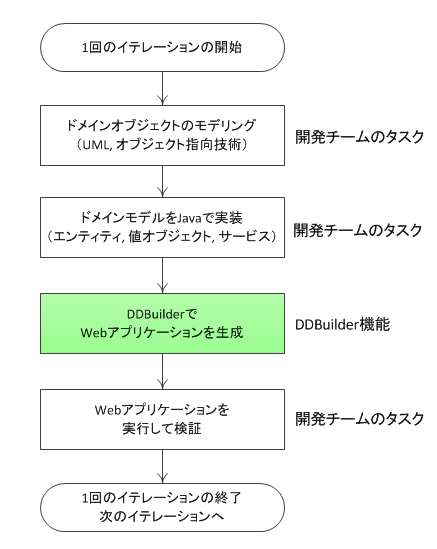 1回のイテレーションの開始
ドメインオブジェクトのモデリング
（UML, オブジェクト指向技術）
開発チームのタスク
ドメインモデルをJavaで実装
（エンティティ, 値オブジェクト, サービス）
開発チームのタスク
DDBuilderで
Webアプリケーションを生成
DDBuilder機能
Webアプリケーションを
実行して検証
開発チームのタスク
1回のイテレーションの終了
次のイテレーションへ